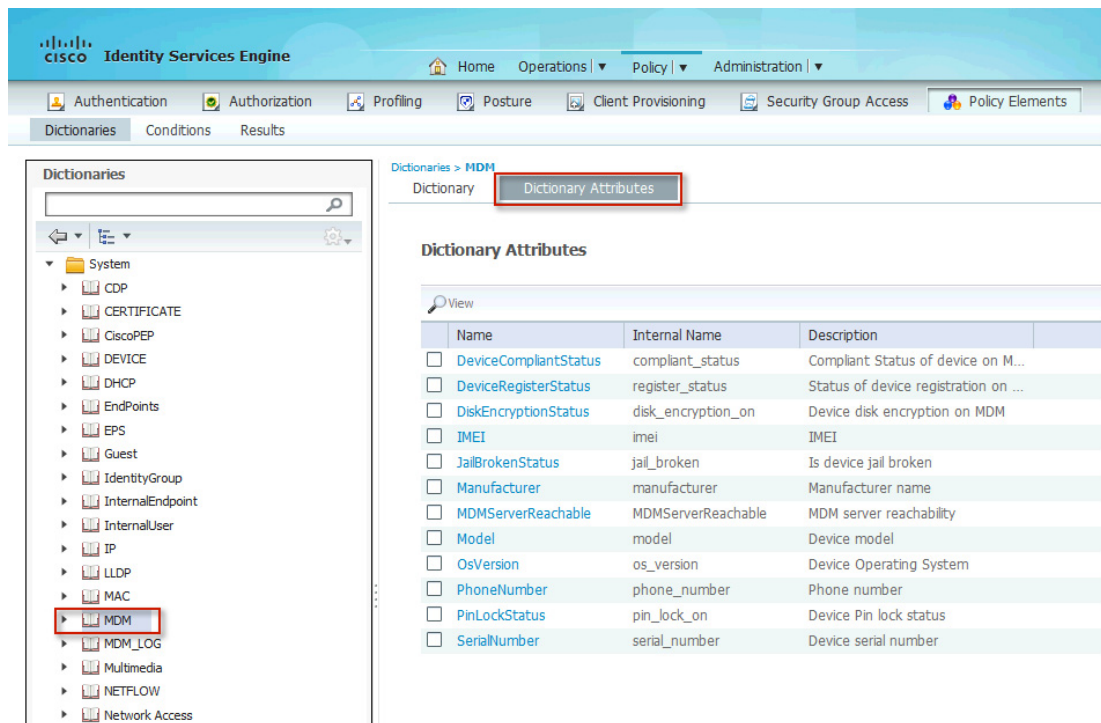 CISCO Identity Services Engine
Home Operations | Policy | Administration |
Authentication Authorization Profiling Posture Client Provisioning Security Group Access Policy Elements
Dictionaries Conditions Results
Dictionaries
System
CDP
CERTIFICATE
CiscoPEP
DEVICE
DHCP
EndPoints
EPS
Guest
IdentityGroup
InternalEndpoint
InternalUser
IP
LLDP
MAC
MDM
MDM_LOG
Multimedia
NETFLOW
Network Access
Dictionaries > MDM
Dictionary Dictionary Attributes
Dictionary Attributes
View
Name Internal Name Description
DeviceCompliantStatus compliant_status Compliant Status of device on M...
DeviceRegisterStatus register_status Status of device registration on ...
DiskEncryptionStatus disk_encryption_on Device disk encryption on MDM
IMEI imei IMEI
JailBrokenStatus jail_broken Is device jail broken
Manufacturer manufacturer Manufacturer name
MDMServerReachable MDMServerReachable MDM server reachability
Model model Device model
OsVersion os_version Device Operating System
PhoneNumber phone_number Phone number
PinLockStatus pin_lock_on Device Pin lock status
SerialNumber serial_number Device serial number